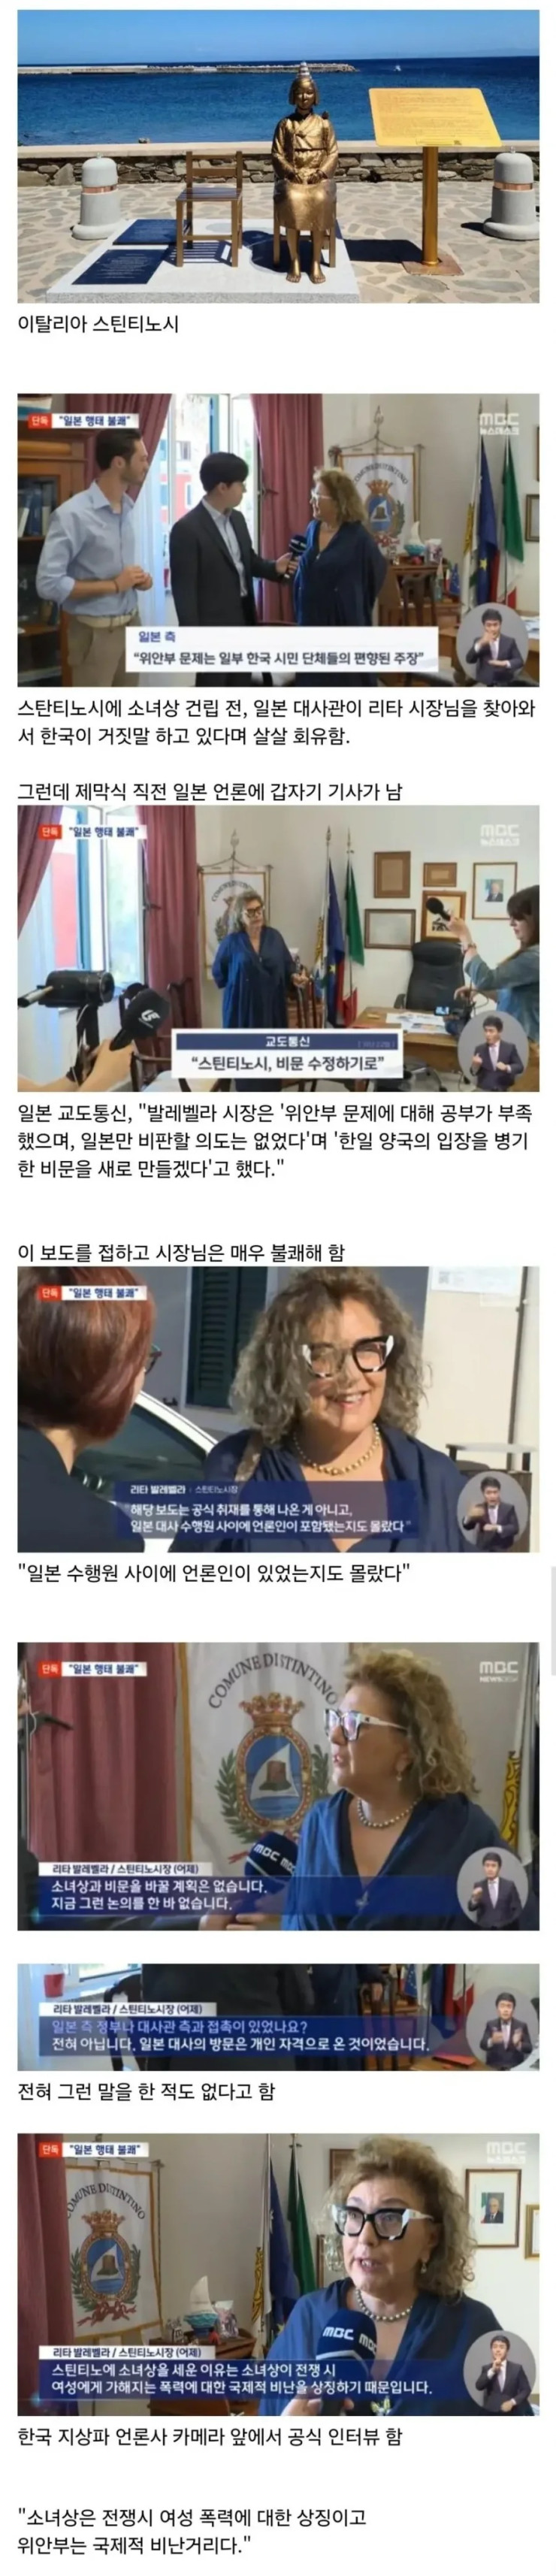 이탈리아 스틴티노시
단독 "일본 행태 불쾌"
MBC
뉴스데스크
COMUNE DI STINTINO
일본 측
"위안부 문제는 일부 한국 시민 단체들의 편향된 주장"
스탄티노시에 소녀상 건립 전, 일본 대사관이 리타 시장님을 찾아와
서 한국이 거짓말 하고 있다며 살살 회유함.
그런데 제막식 직전 일본 언론에 갑자기 기사가 남
단독 "일본 행태 불쾌"
MBC
뉴스데스크
교도통신
"스틴티노시, 비문 수정하기로"
일본 교도통신, "발레벨라 시장은 '위안부 문제에 대해 공부가 부족
했으며, 일본만 비판할 의도는 없었다'며 '한일 양국의 입장을 병기
한 비문을 새로 만들겠다'고 했다."
이 보도를 접하고 시장님은 매우 불쾌해 함
단독 "일본 행태 불쾌"
리타 발레벨라 스틴티노시장
"해당 보도는 공식 취재를 통해 나온 게 아니고,
일본 대사 수행원 사이에 언론인이 포함됐는지도 몰랐다"
"일본 수행원 사이에 언론인이 있었는지도 몰랐다"
단독 "일본 행태 불쾌"
MBC
COMUNE DI STINTINO
MBC
리타 발레벨라 / 스틴티노시장 (어제)
소녀상과 비문을 바꿀 계획은 없습니다.
지금 그런 논의를 한 바 없습니다.
리타 발레벨라 / 스틴티노시장 (어제)
일본 측 정부나 대사관 측과 접촉이 있었나요?
전혀 아닙니다. 일본 대사의 방문은 개인 자격으로 온 것이었습니다.
전혀 그런 말을 한 적도 없다고 함
단독 "일본 행태 불쾌"
MBC
뉴스데스크
COMUNE DI STINTINO
MBC
리타 발레벨라 / 스틴티노시장 (어제)
스틴티노에 소녀상을 세운 이유는 소녀상이 전쟁 시
여성에게 가해지는 폭력에 대한 국제적 비난을 상징하기 때문입니다.
한국 지상파 언론사 카메라 앞에서 공식 인터뷰 함
"소녀상은 전쟁시 여성 폭력에 대한 상징이고
위안부는 국제적 비난거리다."